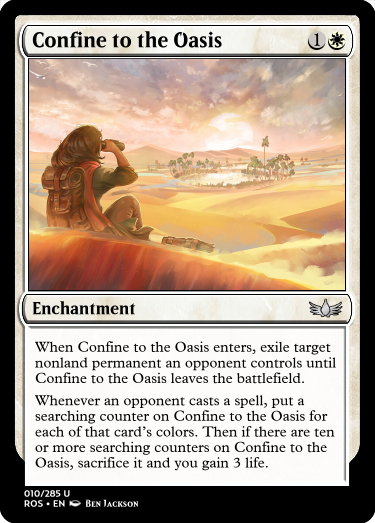 Confine to the Oasis 1
Enchantment
When Confine to the Oasis enters, exile target
nonland permanent an opponent controls until
Confine to the Oasis leaves the battlefield.
Whenever an opponent casts a spell, put a
searching counter on Confine to the Oasis for
each of that card's colors. Then if there are ten
or more searching counters on Confine to the
Oasis, sacrifice it and you gain 3 life.
010/285 U
ROS • EN Ben Jackson